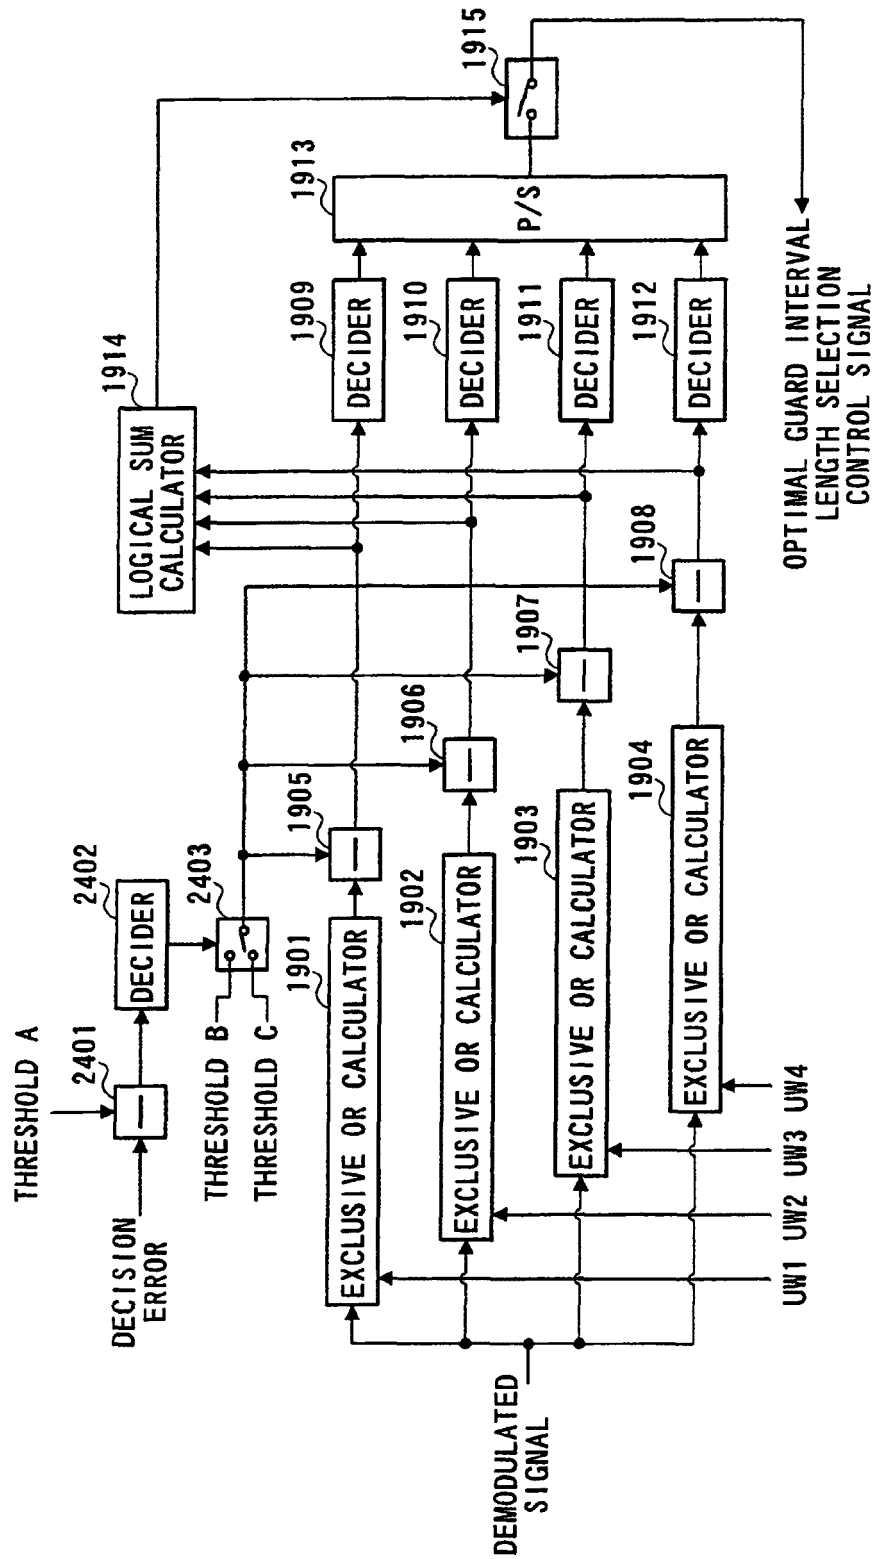 THRESHOLD A
2401
2402
DECIDER
DECISION
ERROR
2403
THRESHOLD B
THRESHOLD C
1901
EXCLUSIVE OR CALCULATOR
1902
EXCLUSIVE OR CALCULATOR
1903
EXCLUSIVE OR CALCULATOR
1904
EXCLUSIVE OR CALCULATOR
DEMODULATED
SIGNAL
UW1 UW2 UW3 UW4
1905
1906
1907
1908
1914
LOGICAL SUM
CALCULATOR
1909
DECIDER
1910
DECIDER
1911
DECIDER
1912
DECIDER
1913
P/S
1915
OPTIMAL GUARD INTERVAL
LENGTH SELECTION
CONTROL SIGNAL